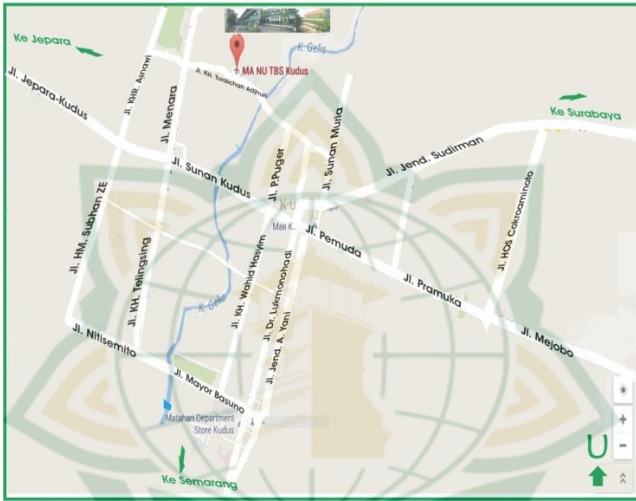 K. Gelis
Ke Jepara
MA NU TBS Kudus
Jl. KHR. Asnawi
Jl. KH. Turaichan Adjhuri
Jl. Jepara-Kudus
Jl. Menara
Ke Surabaya
Jl. Sunan Muria
Jl. P.Puger
Jl. Jend. Sudirman
Jl. Sunan Kudus
Jl. HOS Cokroaminoto
Jl. HM. Subhan ZE
Jl. Pemuda
Jl. KH. Telingsing
Jl. KH. Wahid Hasyim
Jl. Dr. Lukmonohadi
Jl. Pramuka
K. Gelis
Jl. Jend. A. Yani
Jl. Nitisemito
Jl. Mejobo
Jl. Mayor Basuno
Matahari Department
Store Kudus
U
Ke Semarang